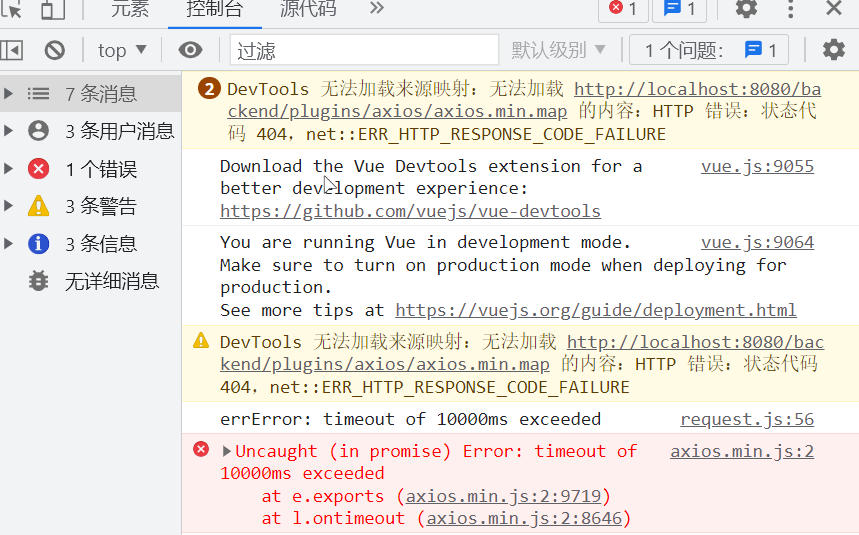 元素 控制台 源代码 1 1
top 过滤 默认级别 1 个问题: 1
7 条消息
3 条用户消息
1 个错误
3 条警告
3 条信息
无详细消息
2 DevTools 无法加载来源映射: 无法加载 http://localhost:8080/ba
ckend/plugins/axios/axios.min.map 的内容: HTTP 错误: 状态代
码 404, net::ERR_HTTP_RESPONSE_CODE_FAILURE
Download the Vue Devtools extension for a vue.js:9055
better development experience:
https://github.com/vuejs/vue-devtools
You are running Vue in development mode. vue.js:9064
Make sure to turn on production mode when deploying for
production.
See more tips at https://vuejs.org/guide/deployment.html
DevTools 无法加载来源映射: 无法加载 http://localhost:8080/bac
kend/plugins/axios/axios.min.map 的内容: HTTP 错误: 状态代码
404, net::ERR_HTTP_RESPONSE_CODE_FAILURE
errError: timeout of 10000ms exceeded request.js:56
Uncaught (in promise) Error: timeout of axios.min.js:2
10000ms exceeded
at e.exports (axios.min.js:2:9719)
at l.ontimeout (axios.min.js:2:8646)